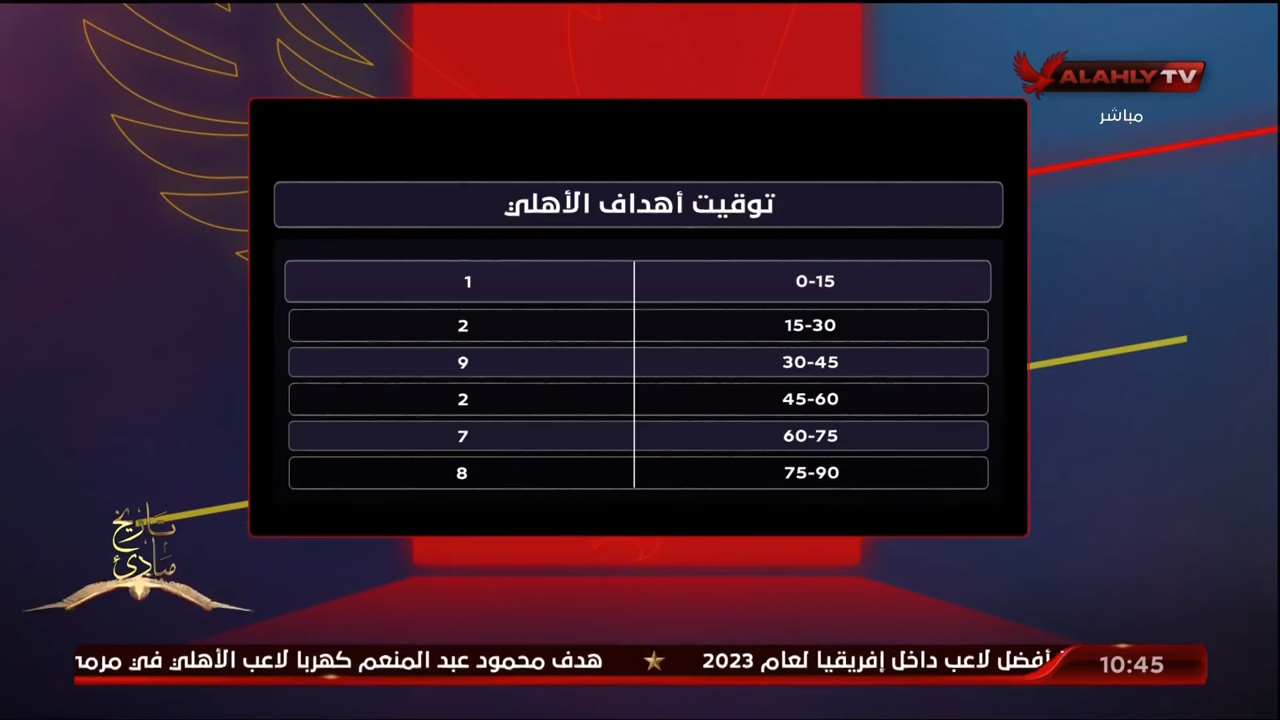 ALAHLY TV
مباشر
توقيت أهداف الأهلي
0-15 1
15-30 2
30-45 9
45-60 2
60-75 7
75-90 8
تاريخ
مبادئ
أفضل لاعب داخل إفريقيا لعام 2023 هدف محمود عبد المنعم كهربا لاعب الأهلي في
10:45